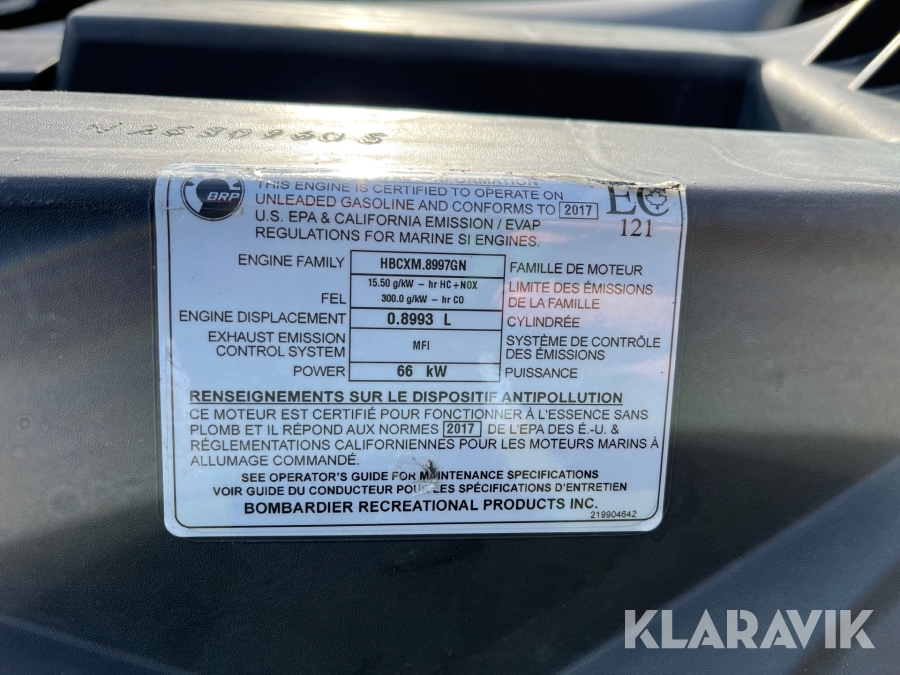 BRP
THIS ENGINE IS CERTIFIED TO OPERATE ON
UNLEADED GASOLINE AND CONFORMS TO 2017
U.S. EPA & CALIFORNIA EMISSION / EVAP
REGULATIONS FOR MARINE SI ENGINES.
EC
121
ENGINE FAMILY HBCXM.8997GN FAMILLE DE MOTEUR
FEL 15.50 g/kW – hr HC+NOX LIMITE DES ÉMISSIONS
300.0 g/kW – hr CO DE LA FAMILLE
ENGINE DISPLACEMENT 0.8993 L CYLINDRÉE
EXHAUST EMISSION CONTROL SYSTEM MFI SYSTÈME DE CONTRÔLE DES ÉMISSIONS
POWER 66 kW PUISSANCE
RENSEIGNEMENTS SUR LE DISPOSITIF ANTIPOLLUTION
CE MOTEUR EST CERTIFIÉ POUR FONCTIONNER À L'ESSENCE SANS
PLOMB ET IL RÉPOND AUX NORMES 2017 DE L'EPA DES É.-U. &
RÉGLEMENTATIONS CALIFORNIENNES POUR LES MOTEURS MARINS À
ALLUMAGE COMMANDÉ.
SEE OPERATOR'S GUIDE FOR MAINTENANCE SPECIFICATIONS
VOIR GUIDE DU CONDUCTEUR POUR LES SPÉCIFICATIONS D'ENTRETIEN
BOMBARDIER RECREATIONAL PRODUCTS INC.
219904642
KLARAVIK